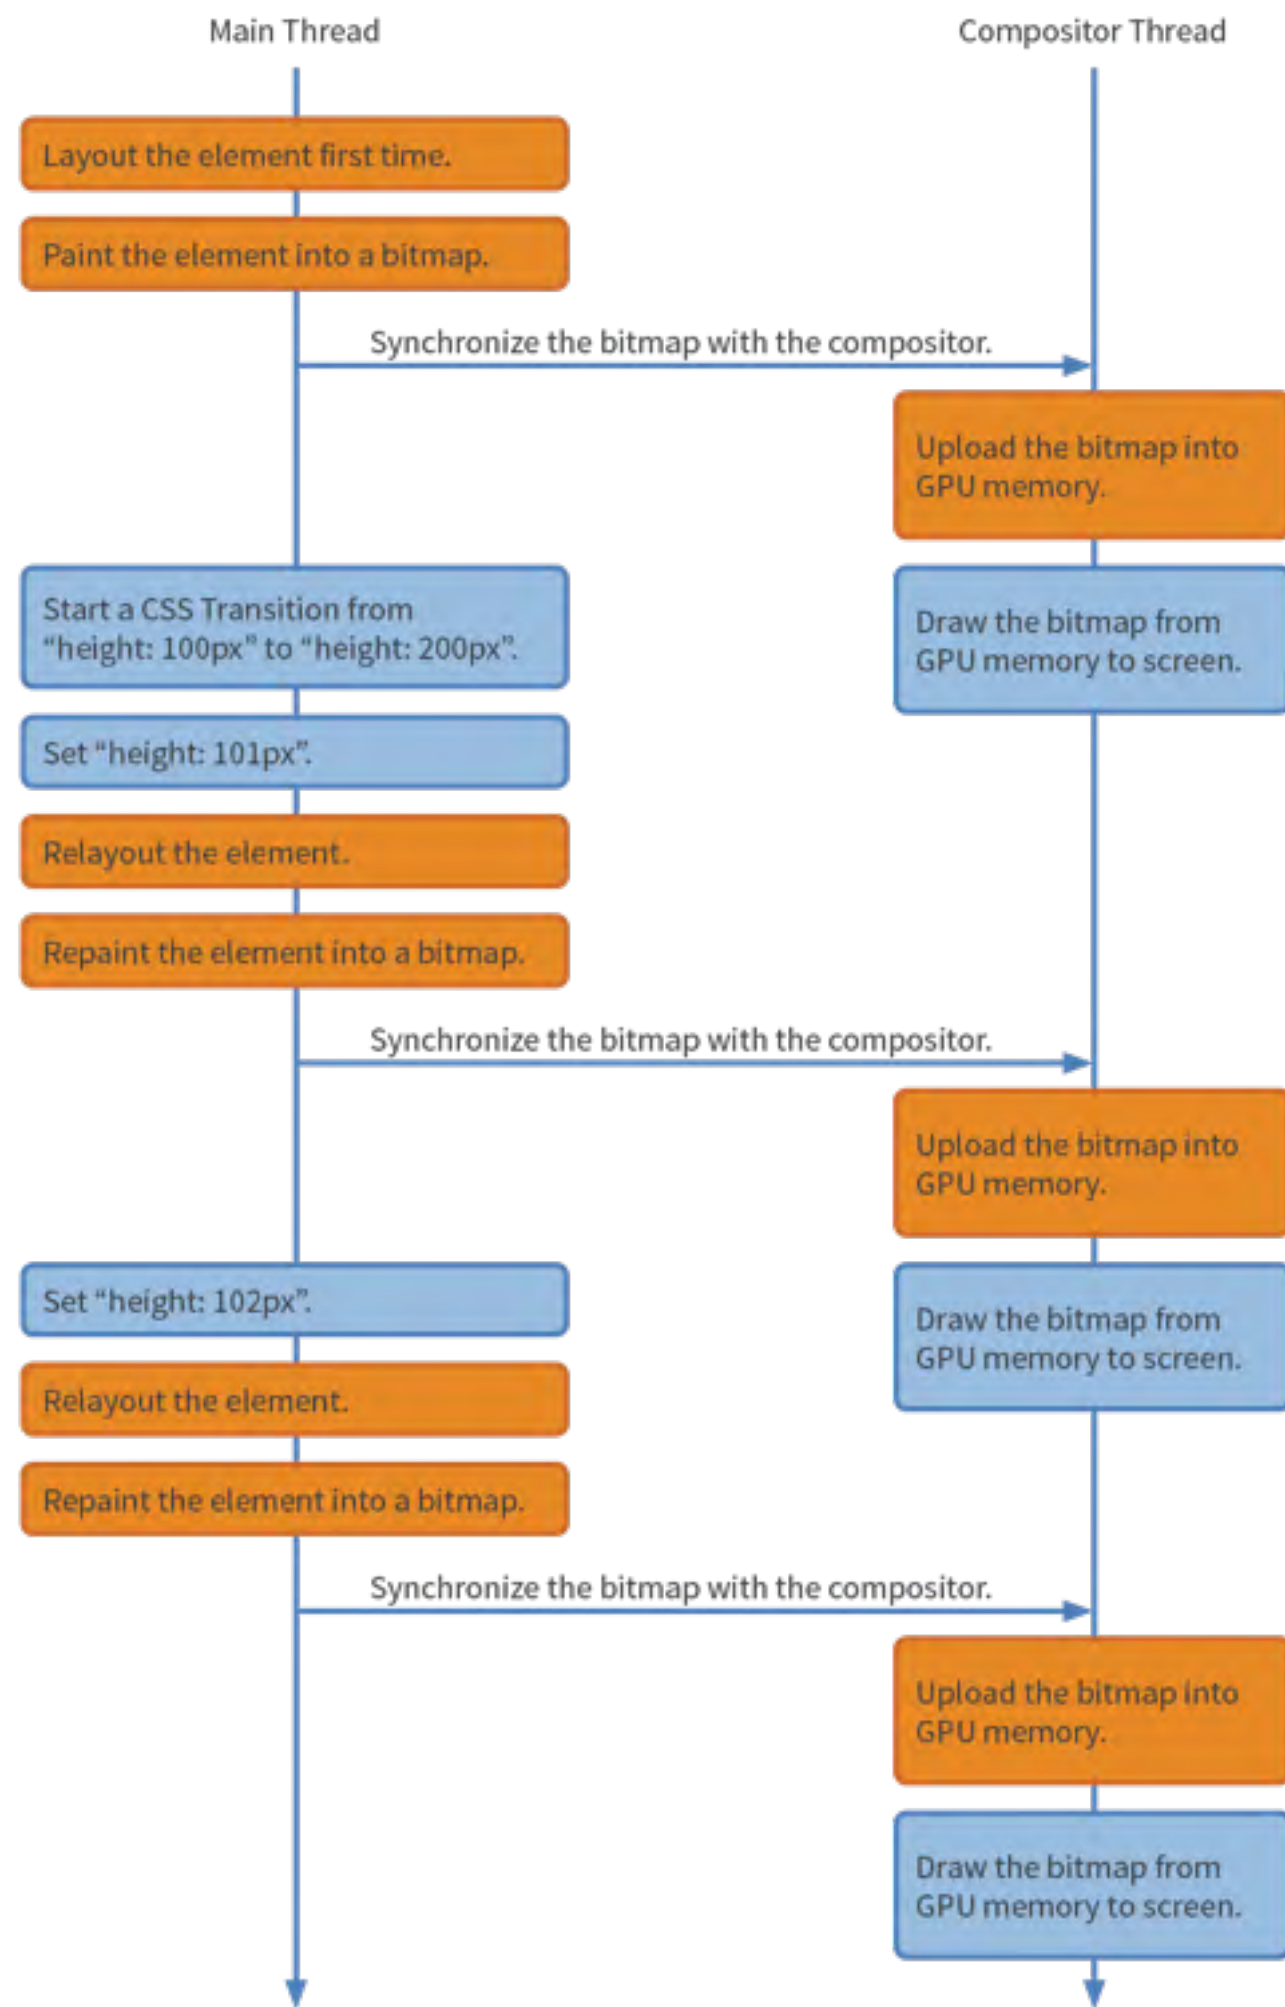 Main Thread
Compositor Thread
Layout the element first time.
Paint the element into a bitmap.
Synchronize the bitmap with the compositor.
Upload the bitmap into
GPU memory.
Start a CSS Transition from
“height: 100px” to “height: 200px”.
Draw the bitmap from
GPU memory to screen.
Set “height: 101px”.
Relayout the element.
Repaint the element into a bitmap.
Synchronize the bitmap with the compositor.
Upload the bitmap into
GPU memory.
Set “height: 102px”.
Draw the bitmap from
GPU memory to screen.
Relayout the element.
Repaint the element into a bitmap.
Synchronize the bitmap with the compositor.
Upload the bitmap into
GPU memory.
Draw the bitmap from
GPU memory to screen.